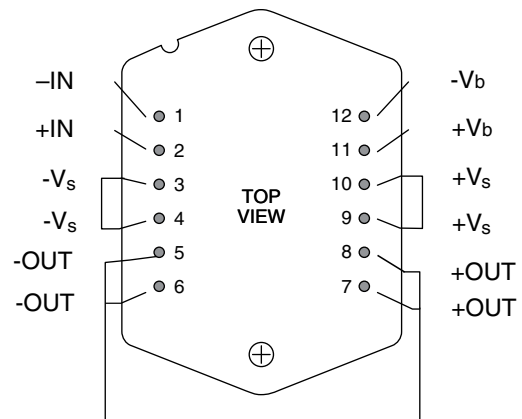 –IN 1 12 -Vb
+IN 2 11 +Vb
-Vs 3 10 +Vs
TOP
VIEW
-Vs 4 9 +Vs
-OUT 5 8 +OUT
-OUT 6 7 +OUT